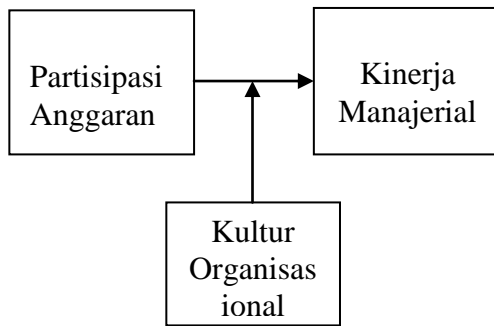 Partisipasi
Anggaran
Kinerja
Manajerial
Kultur
Organisas
ional